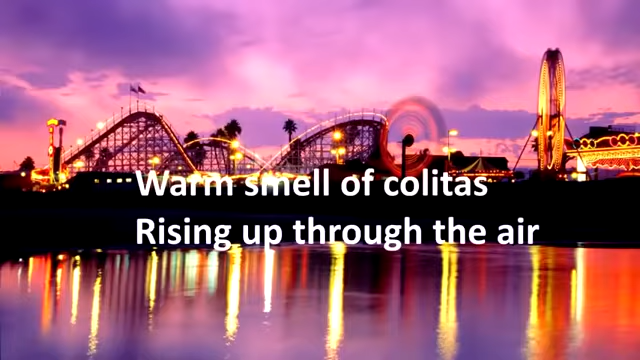 Warm smell of colitas
Rising up through the air